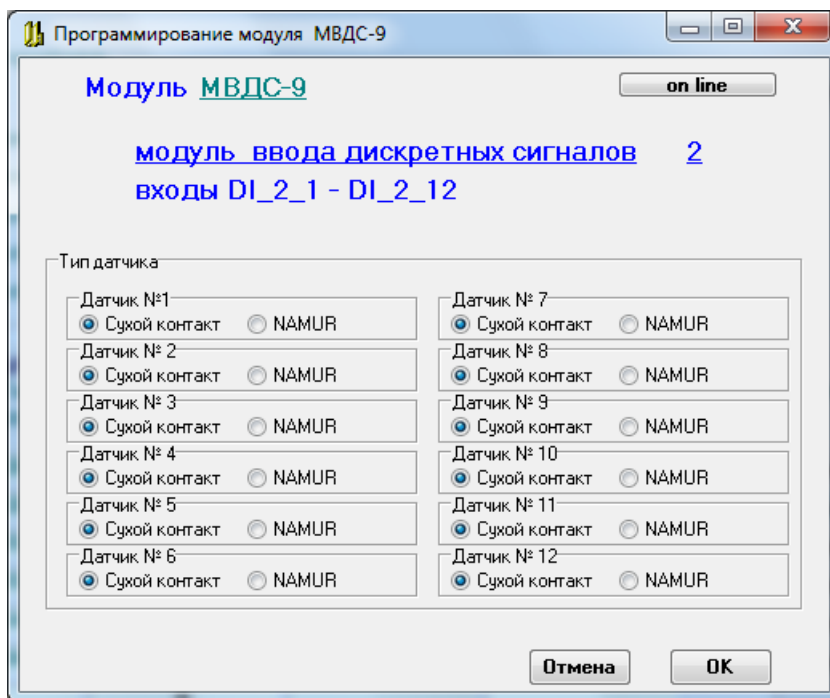 Программирование модуля МВДС-9
Модуль МВДС-9
on line
модуль ввода дискретных сигналов 2
входы DI_2_1 - DI_2_12
Тип датчика
Датчик №1
Сухой контакт NAMUR
Датчик № 2
Сухой контакт NAMUR
Датчик № 3
Сухой контакт NAMUR
Датчик № 4
Сухой контакт NAMUR
Датчик № 5
Сухой контакт NAMUR
Датчик № 6
Сухой контакт NAMUR
Датчик № 7
Сухой контакт NAMUR
Датчик № 8
Сухой контакт NAMUR
Датчик № 9
Сухой контакт NAMUR
Датчик № 10
Сухой контакт NAMUR
Датчик № 11
Сухой контакт NAMUR
Датчик № 12
Сухой контакт NAMUR
Отмена
OK